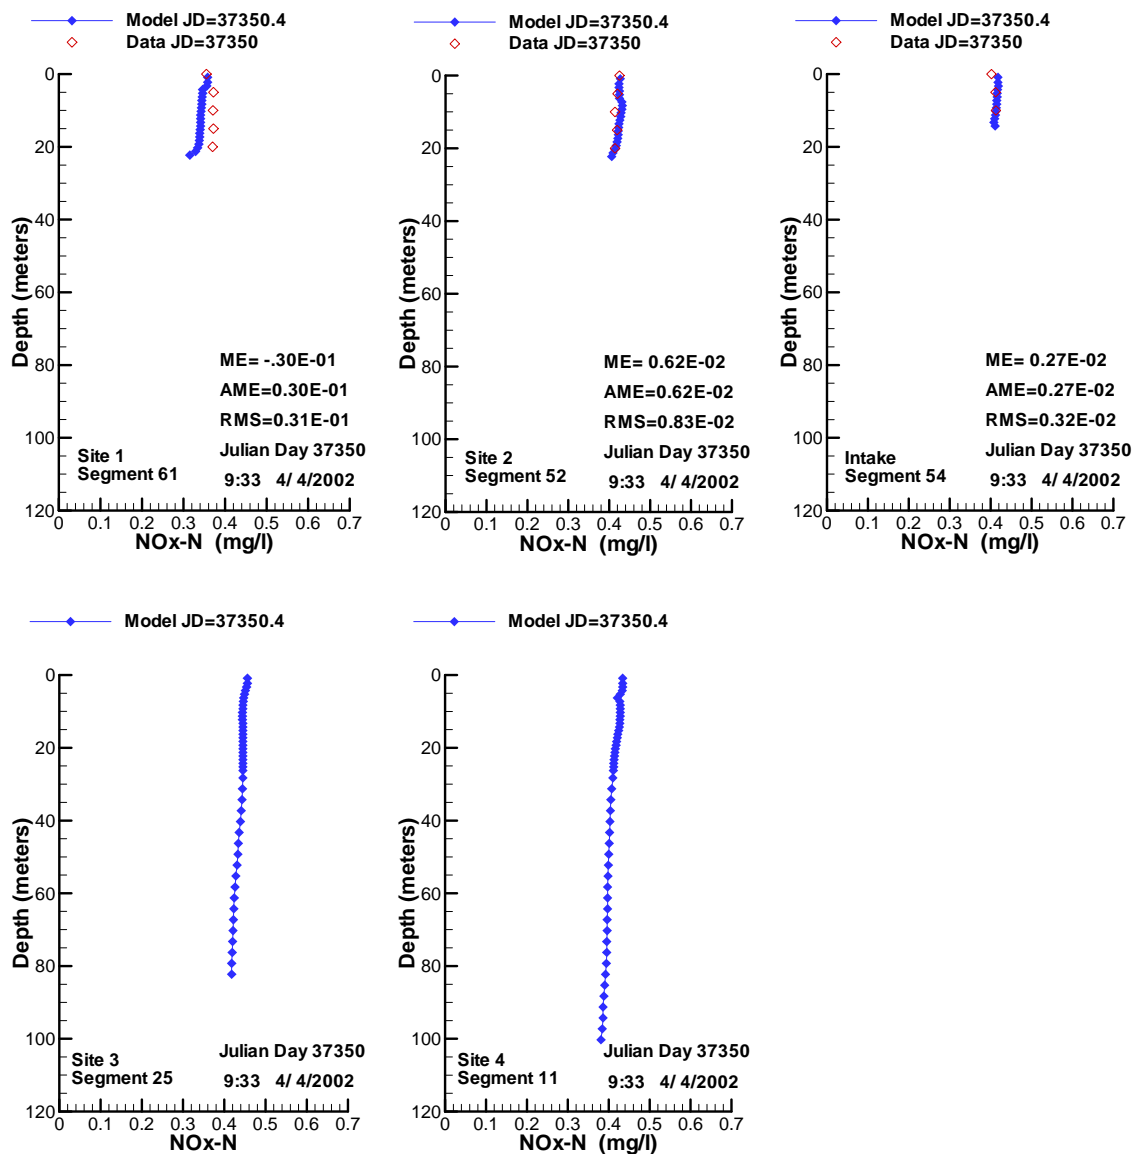 Model JD=37350.4
Data JD=37350
0
20
40
60
80
100
120
Depth (meters)
ME= -.30E-01
AME=0.30E-01
RMS=0.31E-01
Julian Day 37350
9:33 4/ 4/2002
Site 1
Segment 61
0 0.1 0.2 0.3 0.4 0.5 0.6 0.7
NOx-N (mg/l)
Model JD=37350.4
Data JD=37350
0
20
40
60
80
100
120
Depth (meters)
ME= 0.62E-02
AME=0.62E-02
RMS=0.83E-02
Julian Day 37350
9:33 4/ 4/2002
Site 2
Segment 52
0 0.1 0.2 0.3 0.4 0.5 0.6 0.7
NOx-N (mg/l)
Model JD=37350.4
Data JD=37350
0
20
40
60
80
100
120
Depth (meters)
ME= 0.27E-02
AME=0.27E-02
RMS=0.32E-02
Julian Day 37350
9:33 4/ 4/2002
Intake
Segment 54
0 0.1 0.2 0.3 0.4 0.5 0.6 0.7
NOx-N (mg/l)
Model JD=37350.4
0
20
40
60
80
100
120
Depth (meters)
Julian Day 37350
9:33 4/ 4/2002
Site 3
Segment 25
0 0.1 0.2 0.3 0.4 0.5 0.6 0.7
NOx-N
Model JD=37350.4
0
20
40
60
80
100
120
Depth (meters)
Julian Day 37350
9:33 4/ 4/2002
Site 4
Segment 11
0 0.1 0.2 0.3 0.4 0.5 0.6 0.7
NOx-N (mg/l)